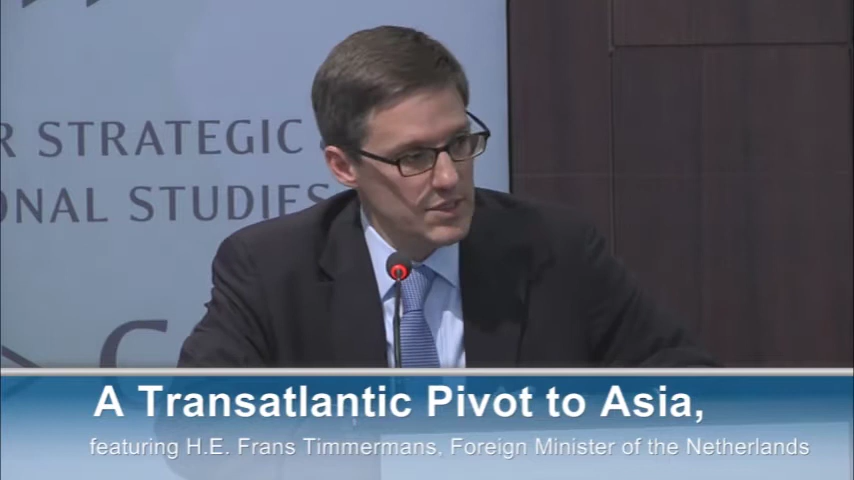 R STRATEGIC
ONAL STUDIES
C
A Transatlantic Pivot to Asia,
featuring H.E. Frans Timmermans, Foreign Minister of the Netherlands